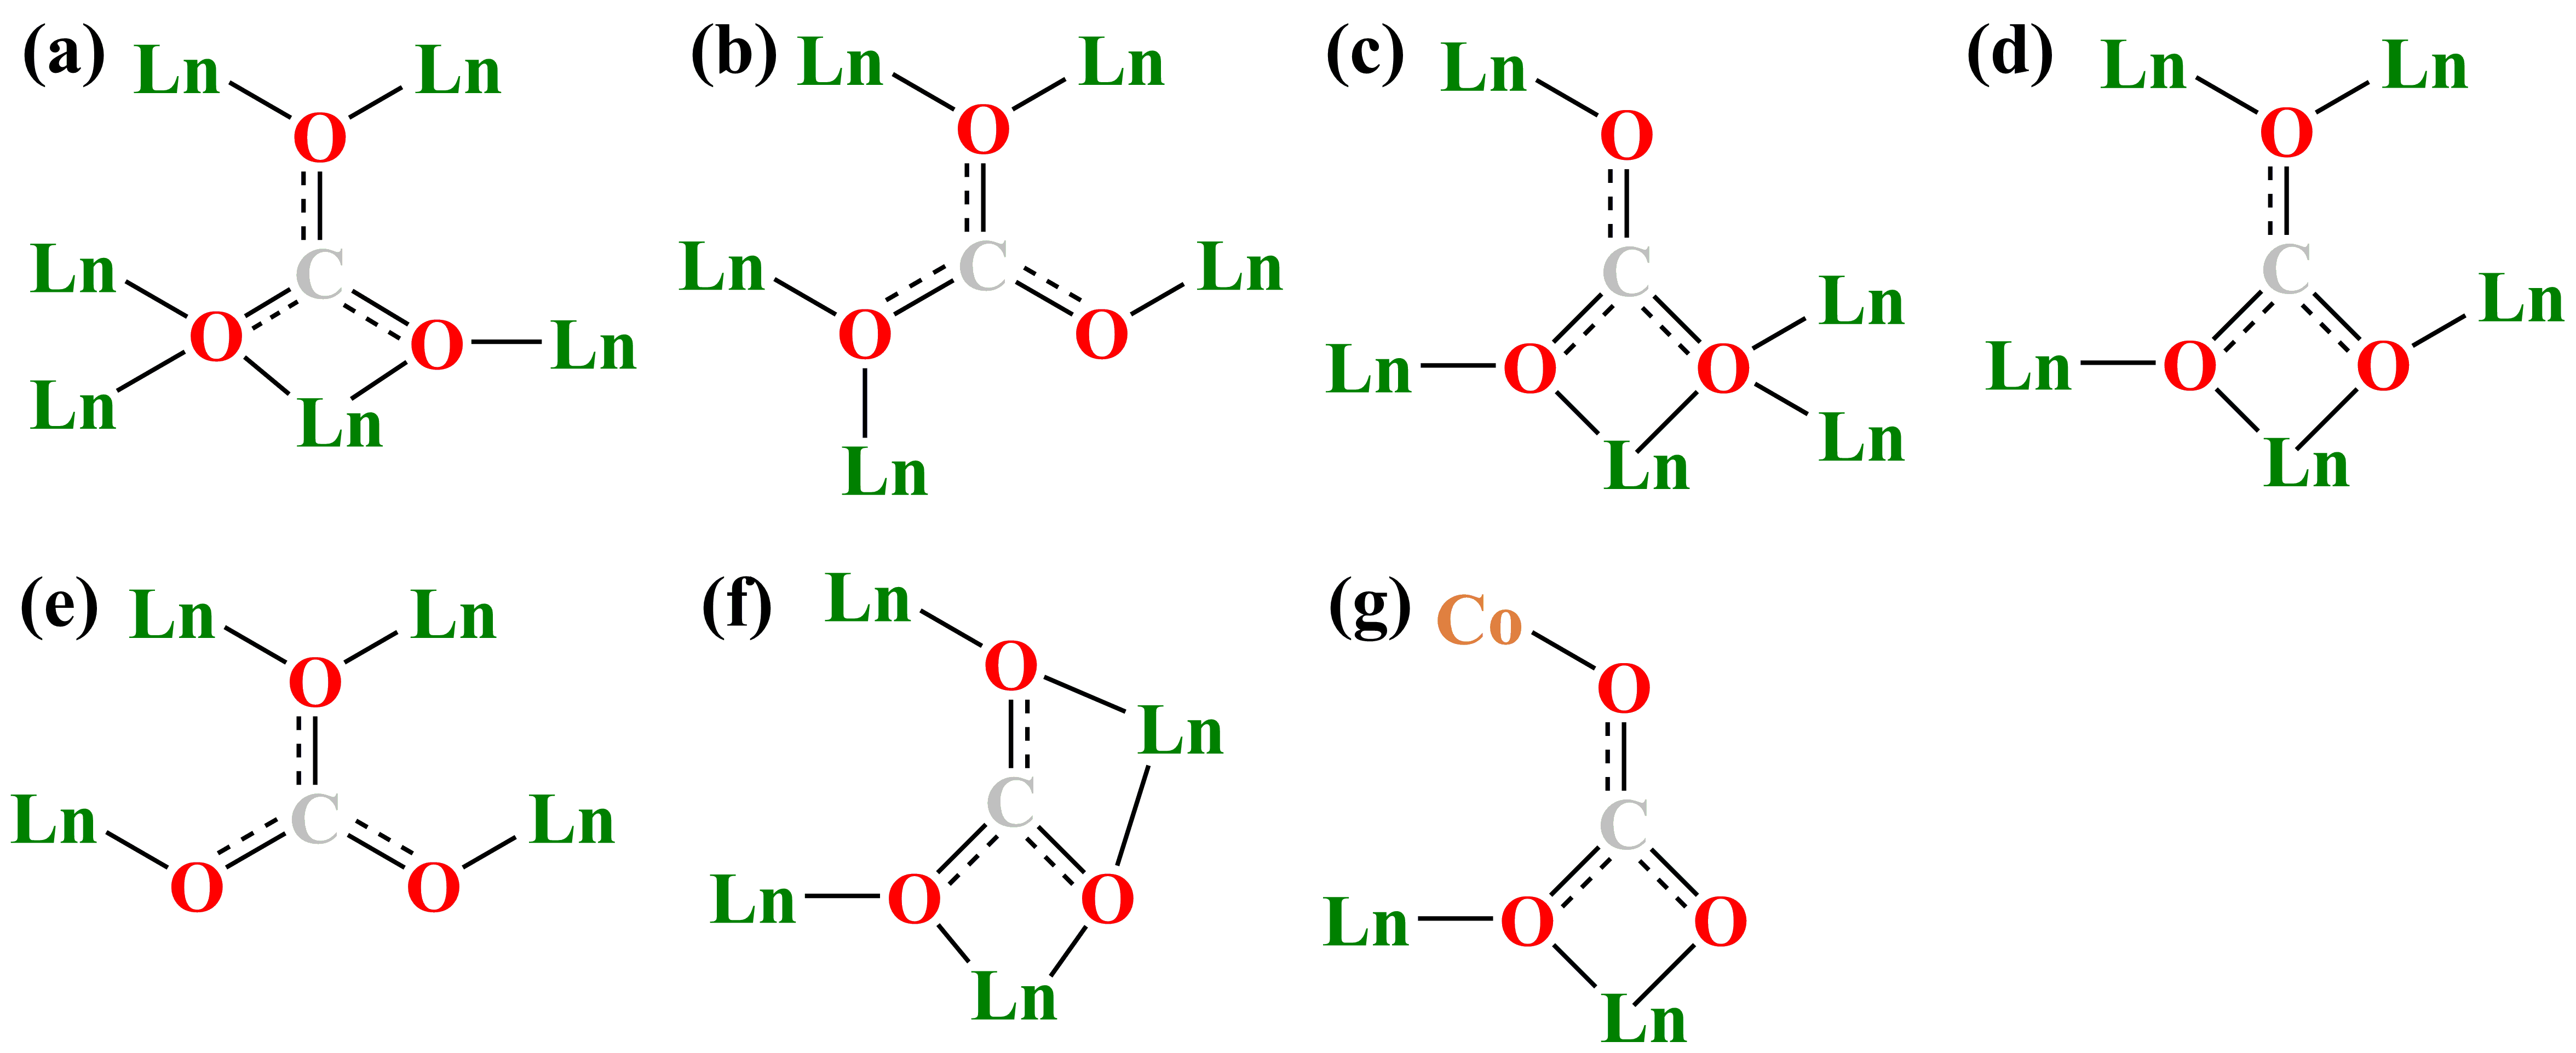 (a) Ln Ln (b) Ln Ln (c) Ln (d) Ln Ln
O O O O
C C C C
Ln Ln Ln Ln Ln
O O Ln O O Ln O O Ln O O
Ln Ln Ln Ln Ln Ln
(e) Ln Ln (f) Ln (g) Co
O O O
Ln
C C C
Ln Ln
O O Ln O O Ln O O
Ln Ln